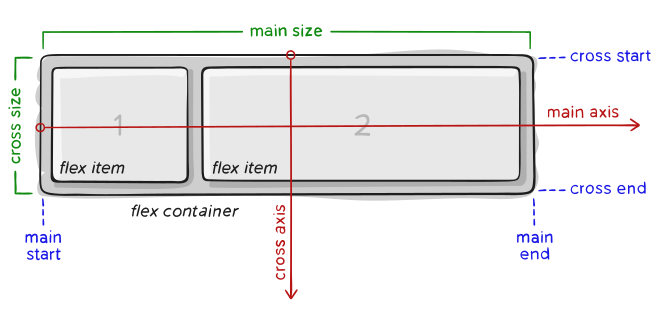 main size
cross start
cross size
main axis
1
2
flex item
flex item
cross end
flex container
cross axis
main
start
main
end